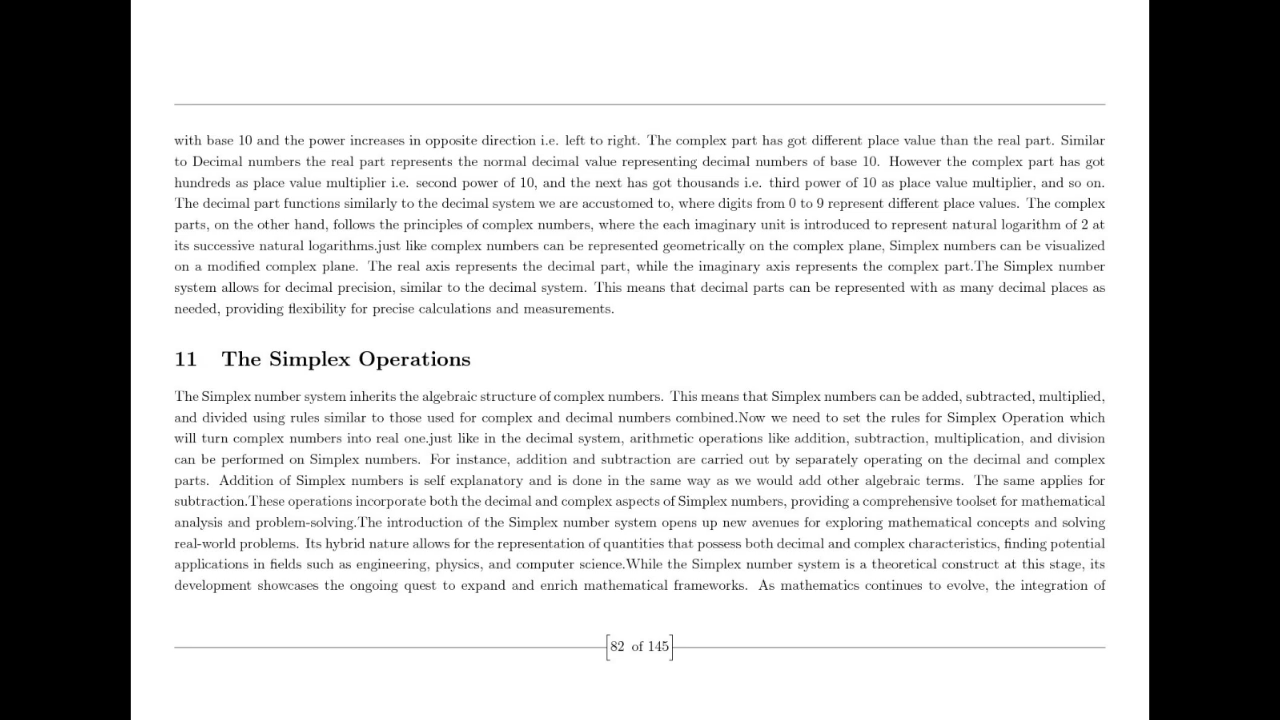 with base 10 and the power increases in opposite direction i.e. left to right. The complex part has got different place value than the real part. Similar
to Decimal numbers the real part represents the normal decimal value representing decimal numbers of base 10. However the complex part has got
hundreds as place value multiplier i.e. second power of 10, and the next has got thousands i.e. third power of 10 as place value multiplier, and so on.
The decimal part functions similarly to the decimal system we are accustomed to, where digits from 0 to 9 represent different place values. The complex
parts, on the other hand, follows the principles of complex numbers, where the each imaginary unit is introduced to represent natural logarithm of 2 at
its successive natural logarithms.just like complex numbers can be represented geometrically on the complex plane, Simplex numbers can be visualized
on a modified complex plane. The real axis represents the decimal part, while the imaginary axis represents the complex part.The Simplex number
system allows for decimal precision, similar to the decimal system. This means that decimal parts can be represented with as many decimal places as
needed, providing flexibility for precise calculations and measurements.
11 The Simplex Operations
The Simplex number system inherits the algebraic structure of complex numbers. This means that Simplex numbers can be added, subtracted, multiplied,
and divided using rules similar to those used for complex and decimal numbers combined.Now we need to set the rules for Simplex Operation which
will turn complex numbers into real one.just like in the decimal system, arithmetic operations like addition, subtraction, multiplication, and division
can be performed on Simplex numbers. For instance, addition and subtraction are carried out by separately operating on the decimal and complex
parts. Addition of Simplex numbers is self explanatory and is done in the same way as we would add other algebraic terms. The same applies for
subtraction.These operations incorporate both the decimal and complex aspects of Simplex numbers, providing a comprehensive toolset for mathematical
analysis and problem-solving.The introduction of the Simplex number system opens up new avenues for exploring mathematical concepts and solving
real-world problems. Its hybrid nature allows for the representation of quantities that possess both decimal and complex characteristics, finding potential
applications in fields such as engineering, physics, and computer science.While the Simplex number system is a theoretical construct at this stage, its
development showcases the ongoing quest to expand and enrich mathematical frameworks. As mathematics continues to evolve, the integration of
82 of 145